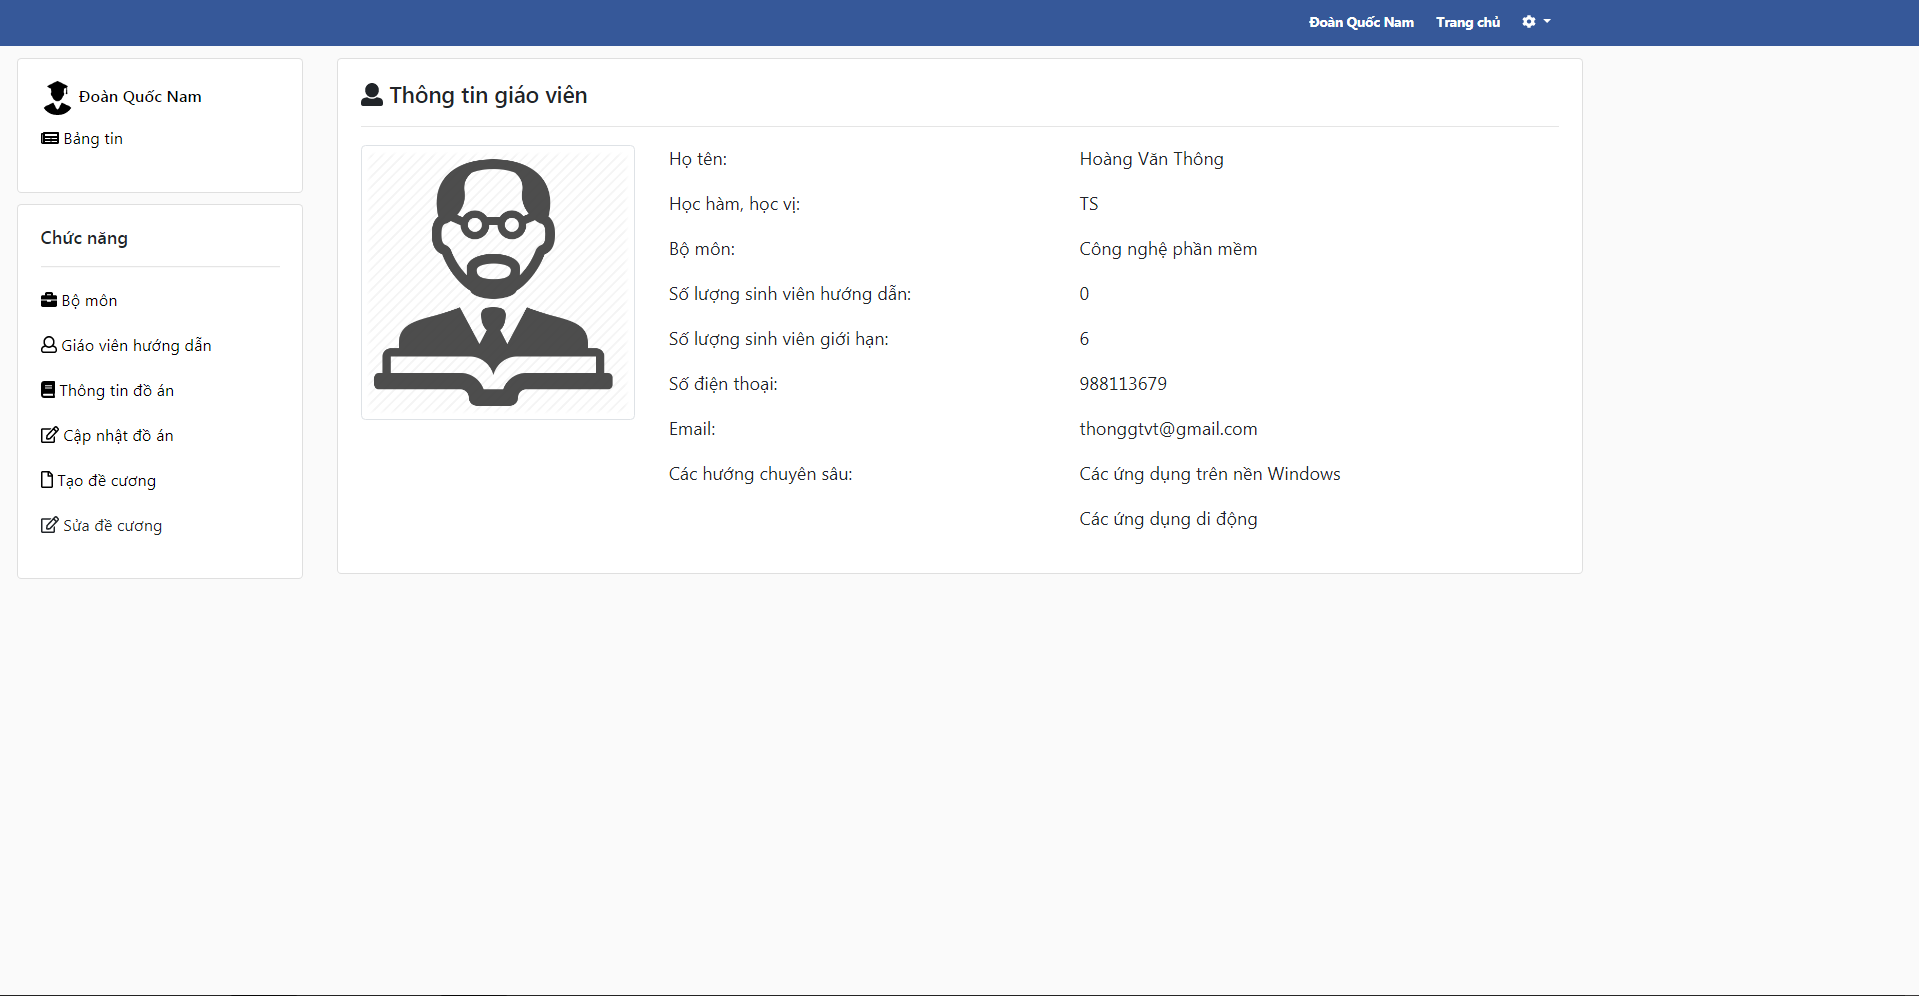 Đoàn Quốc Nam Trang chủ
Đoàn Quốc Nam
Bảng tin
Chức năng
Bộ môn
Giáo viên hướng dẫn
Thông tin đồ án
Cập nhật đồ án
Tạo đề cương
Sửa đề cương
Thông tin giáo viên
Họ tên: Hoàng Văn Thông
Học hàm, học vị: TS
Bộ môn: Công nghệ phần mềm
Số lượng sinh viên hướng dẫn: 0
Số lượng sinh viên giới hạn: 6
Số điện thoại: 988113679
Email: thonggtvt@gmail.com
Các hướng chuyên sâu: Các ứng dụng trên nền Windows
Các ứng dụng di động